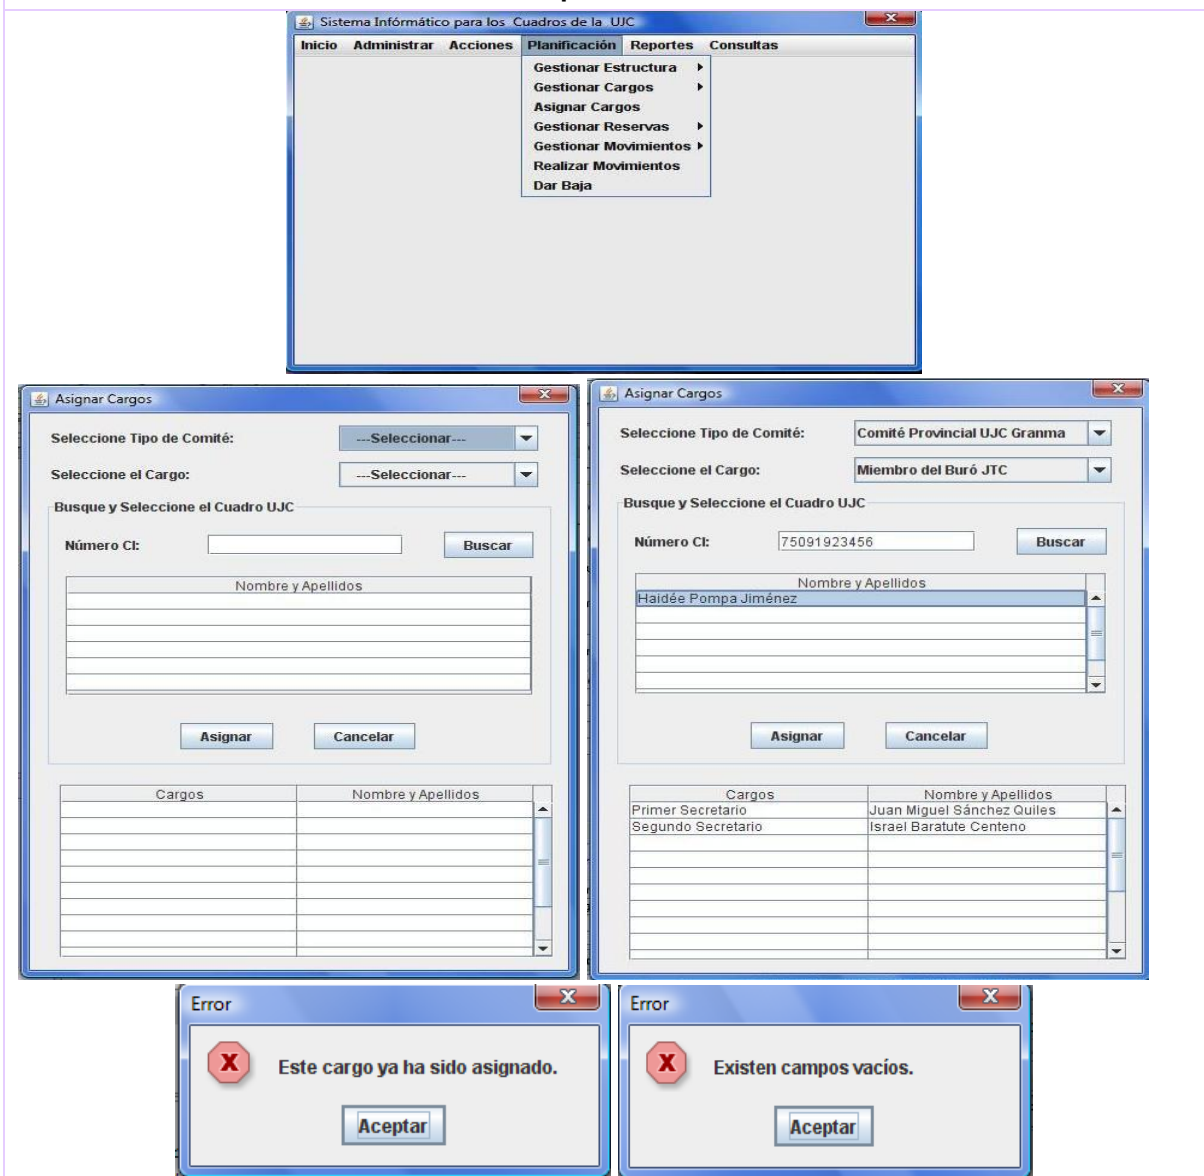 Sistema Infórmático para los Cuadros de la UJC
Inicio Administrar Acciones Planificación Reportes Consultas
Gestionar Estructura
Gestionar Cargos
Asignar Cargos
Gestionar Reservas
Gestionar Movimientos
Realizar Movimientos
Dar Baja
Asignar Cargos
Seleccione Tipo de Comité: ---Seleccionar---
Seleccione el Cargo: ---Seleccionar---
Busque y Seleccione el Cuadro UJC
Número CI: Buscar
Nombre y Apellidos
Asignar Cancelar
Cargos Nombre y Apellidos
Asignar Cargos
Seleccione Tipo de Comité: Comité Provincial UJC Granma
Seleccione el Cargo: Miembro del Buró JTC
Busque y Seleccione el Cuadro UJC
Número CI: 75091923456 Buscar
Nombre y Apellidos
Haidée Pompa Jiménez
Asignar Cancelar
Cargos Nombre y Apellidos
Primer Secretario Juan Miguel Sánchez Quiles
Segundo Secretario Israel Baratute Centeno
Error
Este cargo ya ha sido asignado.
Aceptar
Error
Existen campos vacíos.
Aceptar